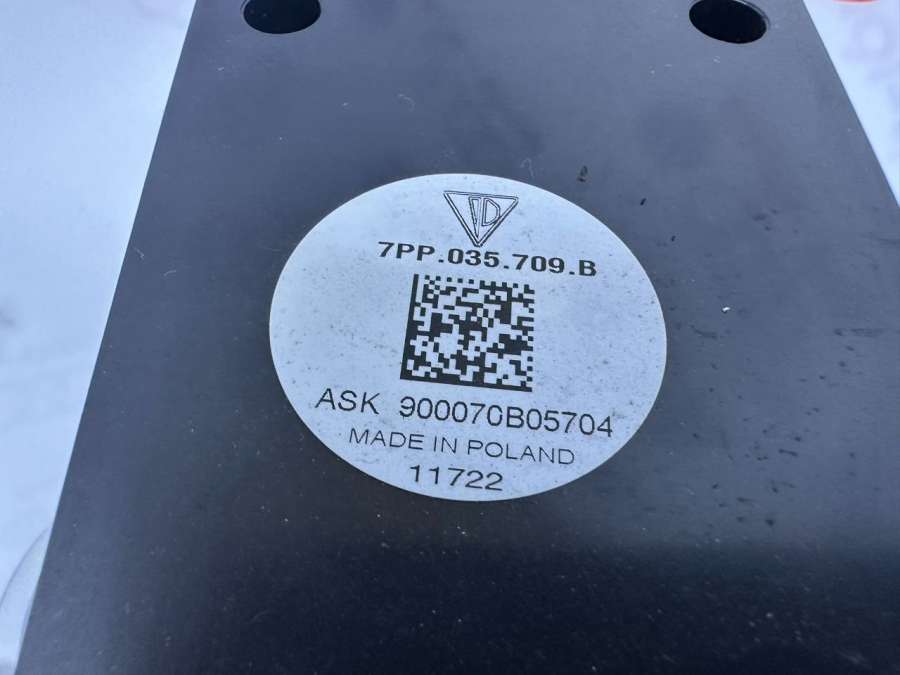 7PP.035.709.B
ASK 900070B05704
MADE IN POLAND
11722